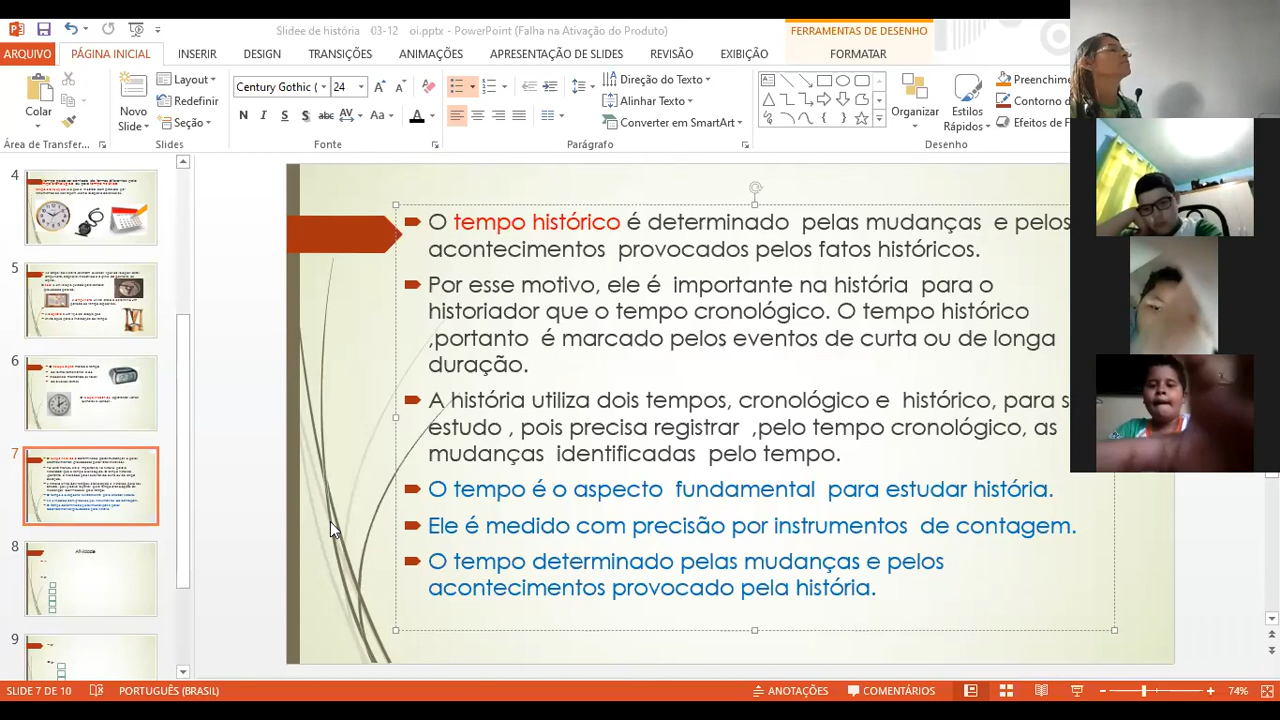 Slidee de história 03-12 oi.pptx - PowerPoint (Falha na Ativação do Produto)
FERRAMENTAS DE DESENHO
ARQUIVO PÁGINA INICIAL INSERIR DESIGN TRANSIÇÕES ANIMAÇÕES APRESENTAÇÃO DE SLIDES REVISÃO EXIBIÇÃO FORMATAR
Colar
Novo
Slide
Layout
Redefinir
Seção
Century Gothic ( 24
N I S S abc AV Aa A
Direção do Texto
Alinhar Texto
Converter em SmartArt
Organizar
Estilos
Rápidos
Preenchime
Contorno d
Efeitos de F
Área de Transfer... Slides Fonte Parágrafo Desenho
4
5
6
7
8
Atividade
9
O tempo histórico é determinado pelas mudanças e pelos
acontecimentos provocados pelos fatos históricos.
Por esse motivo, ele é importante na história para o
historiador que o tempo cronológico. O tempo histórico
,portanto é marcado pelos eventos de curta ou de longa
duração.
A história utiliza dois tempos, cronológico e histórico, para s
estudo , pois precisa registrar ,pelo tempo cronológico, as
mudanças identificadas pelo tempo.
O tempo é o aspecto fundamental para estudar história.
Ele é medido com precisão por instrumentos de contagem.
O tempo determinado pelas mudanças e pelos
acontecimentos provocado pela história.
SLIDE 7 DE 10 PORTUGUÊS (BRASIL) ANOTAÇÕES COMENTÁRIOS 74%